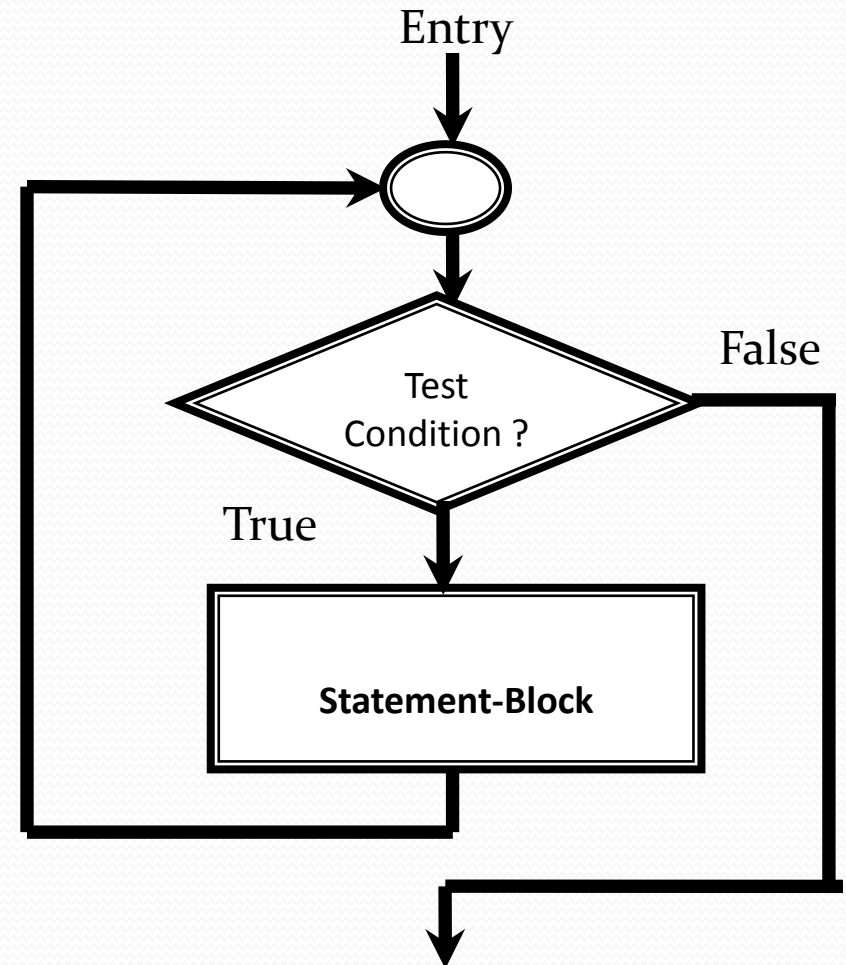 Entry
Test
Condition ?
False
True
Statement-Block